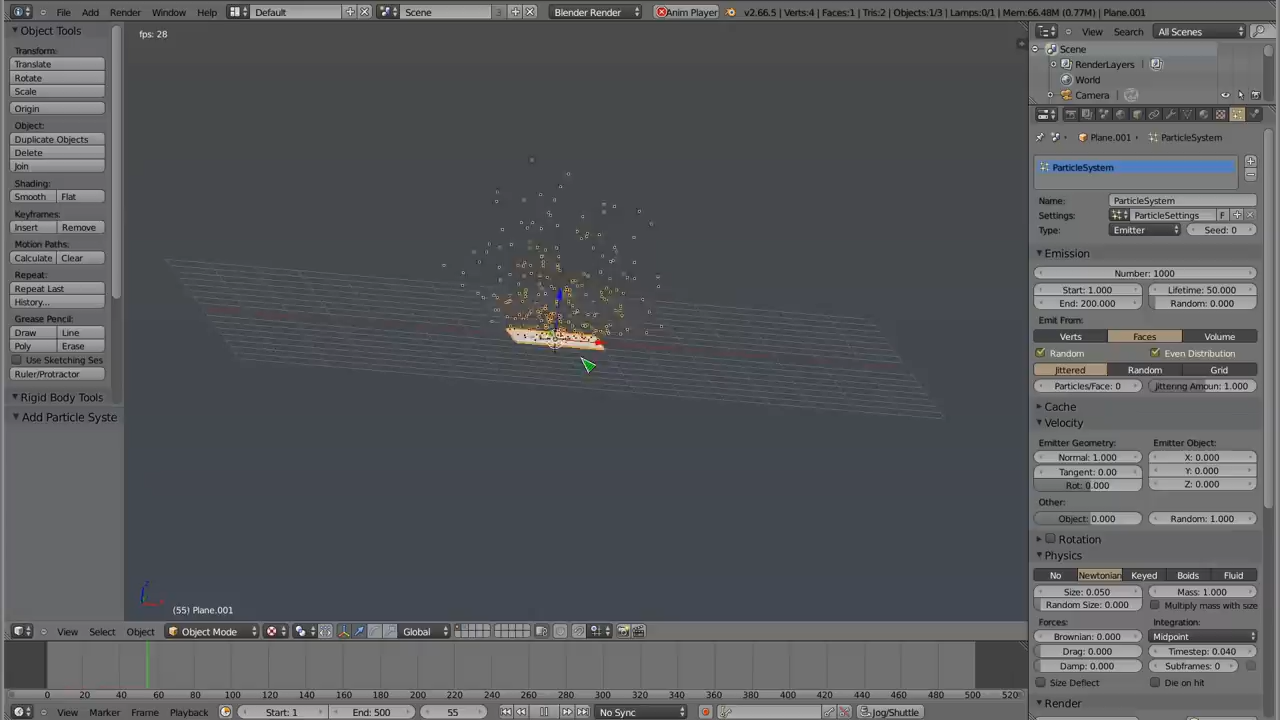 File Add Render Window Help Default Scene 3 Blender Render Anim Player v2.66.5 | Verts:4 | Faces:1 | Tris:2 | Objects:1/3 | Lamps:0/1 | Mem:66.48M (0.77M) | Plane.001
Object Tools
Transform:
Translate
Rotate
Scale
Origin
Object:
Duplicate Objects
Delete
Join
Shading:
Smooth Flat
Keyframes:
Insert Remove
Motion Paths:
Calculate Clear
Repeat:
Repeat Last
History...
Grease Pencil:
Draw Line
Poly Erase
Use Sketching Ses
Ruler/Protractor
Rigid Body Tools
Add Particle Syste
fps: 28
(55) Plane.001
View Select Object Object Mode Global
0 20 40 60 80 100 120 140 160 180 200 220 240 260 280 300 320 340 360 380 400 420 440 460 480 500 520
View Marker Frame Playback Start: 1 End: 500 55 No Sync Jog/Shuttle
View Search All Scenes
Scene
RenderLayers
World
Camera
Plane.001 ParticleSystem
ParticleSystem
Name: ParticleSystem
Settings: ParticleSettings F
Type: Emitter Seed: 0
Emission
Number: 1000
Start: 1.000 Lifetime: 50.000
End: 200.000 Random: 0.000
Emit From:
Verts Faces Volume
Random Even Distribution
Jittered Random Grid
Particles/Face: 0 Jittering Amoun: 1.000
Cache
Velocity
Emitter Geometry: Emitter Object:
Normal: 1.000 X: 0.000
Tangent: 0.00 Y: 0.000
Rot: 0.000 Z: 0.000
Other:
Object: 0.000 Random: 1.000
Rotation
Physics
No Newtonian Keyed Boids Fluid
Size: 0.050 Mass: 1.000
Random Size: 0.000 Multiply mass with size
Forces: Integration:
Brownian: 0.000 Midpoint
Drag: 0.000 Timestep: 0.040
Damp: 0.000 Subframes: 0
Size Deflect Die on hit
Render